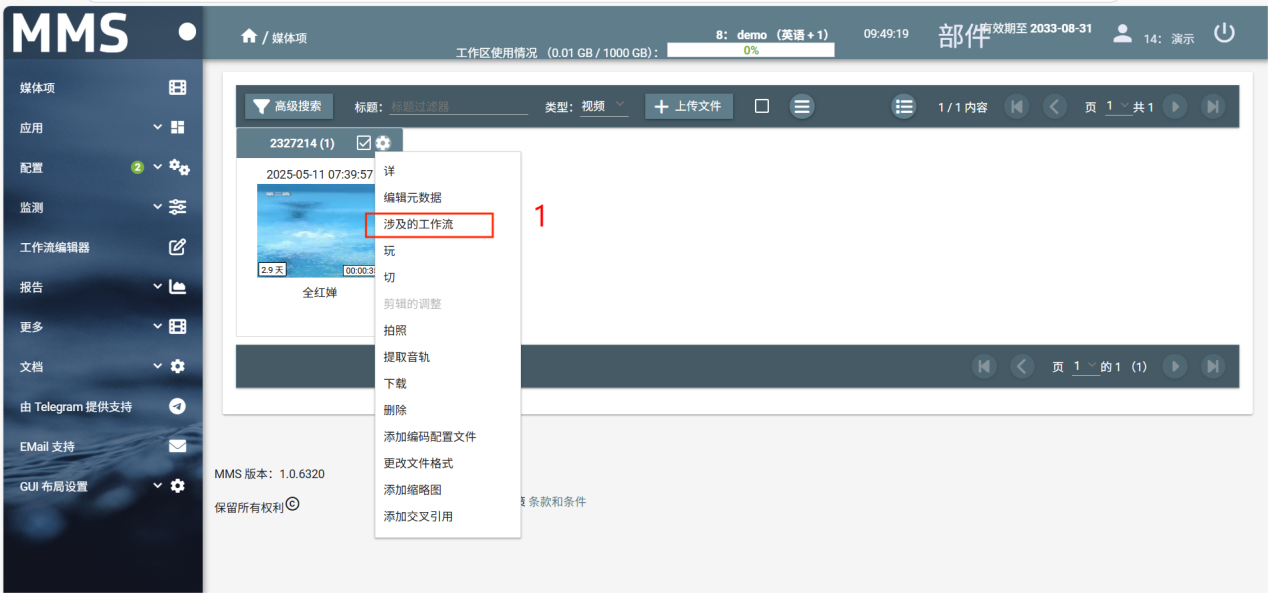 MMS
/ 媒体项
工作区使用情况 (0.01 GB / 1000 GB):
8: demo (英语 + 1)
0%
09:49:19
部件
有效期至 2033-08-31
14: 演示
媒体项
应用
配置
2
监测
工作流编辑器
报告
更多
文档
由 Telegram 提供支持
EMail 支持
GUI 布局设置
高级搜索
标题:
标题过滤器
类型: 视频
上传文件
1 / 1 内容
页 1 共 1
2327214 (1)
2025-05-11 07:39:57
2.9 天
00:00:3
全红婵
详
编辑元数据
涉及的工作流
1
玩
切
剪辑的调整
拍照
提取音轨
下载
删除
添加编码配置文件
更改文件格式
添加缩略图
添加交叉引用
页 1 的 1 (1)
MMS 版本: 1.0.6320
保留所有权利©
条款和条件